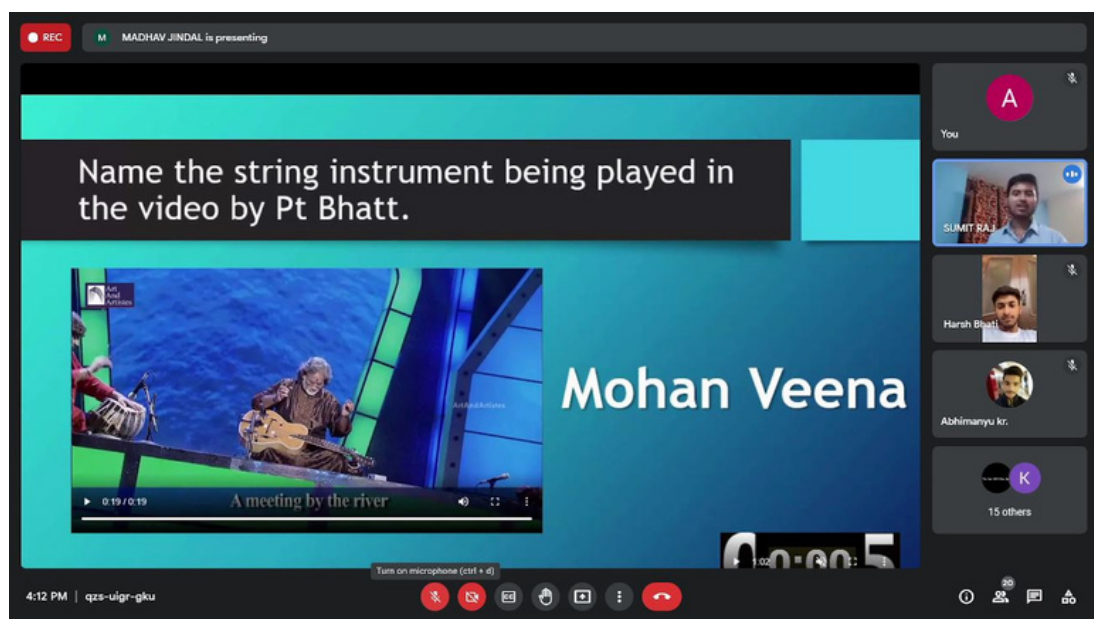 REC
M MADHAV JINDAL is presenting
Name the string instrument being played in
the video by Pt Bhatt.
Art
And
Artistes
ArtAndArtistes
0:19 / 0:19
A meeting by the river
Mohan Veena
1:02
A
You
SUMIT RAJ
Harsh Bhati
Abhimanyu kr.
K
15 others
Turn on microphone (ctrl + d)
4:12 PM | qzs-uigr-gku
20